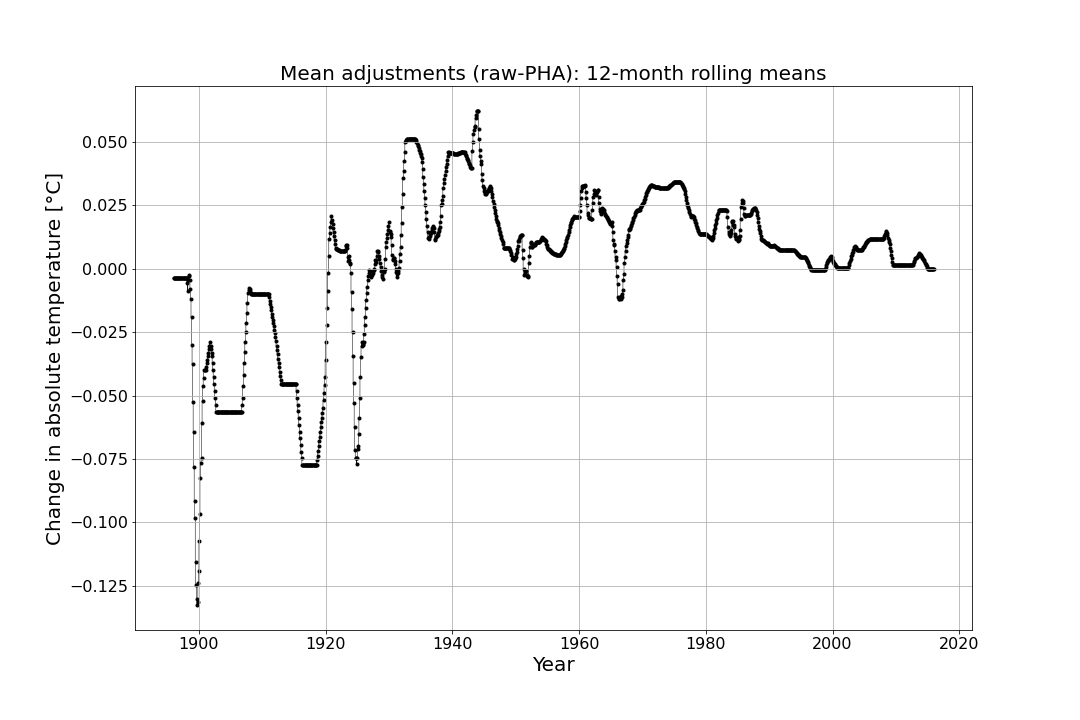 Mean adjustments (raw-PHA): 12-month rolling means
Change in absolute temperature [°C]
0.050
0.025
0.000
−0.025
−0.050
−0.075
−0.100
−0.125
1900 1920 1940 1960 1980 2000 2020
Year